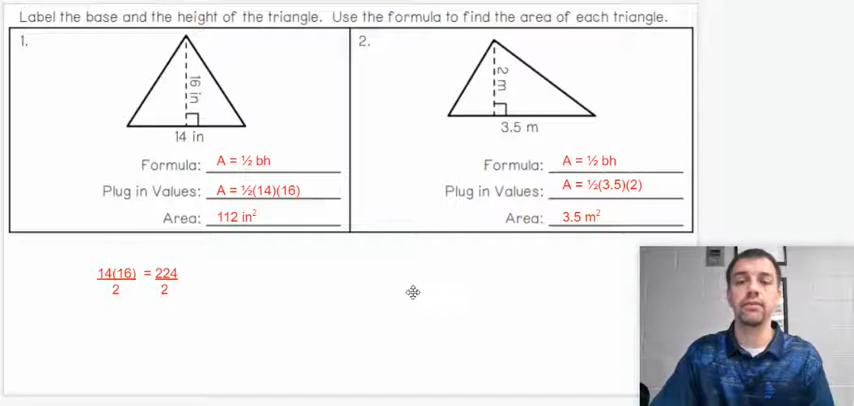 Label the base and the height of the triangle. Use the formula to find the area of each triangle.
1.
16 in
14 in
Formula: A = ½ bh
Plug in Values: A = ½(14)(16)
Area: 112 in²
2.
2 m
3.5 m
Formula: A = ½ bh
Plug in Values: A = ½(3.5)(2)
Area: 3.5 m²
14(16) = 224
2 2